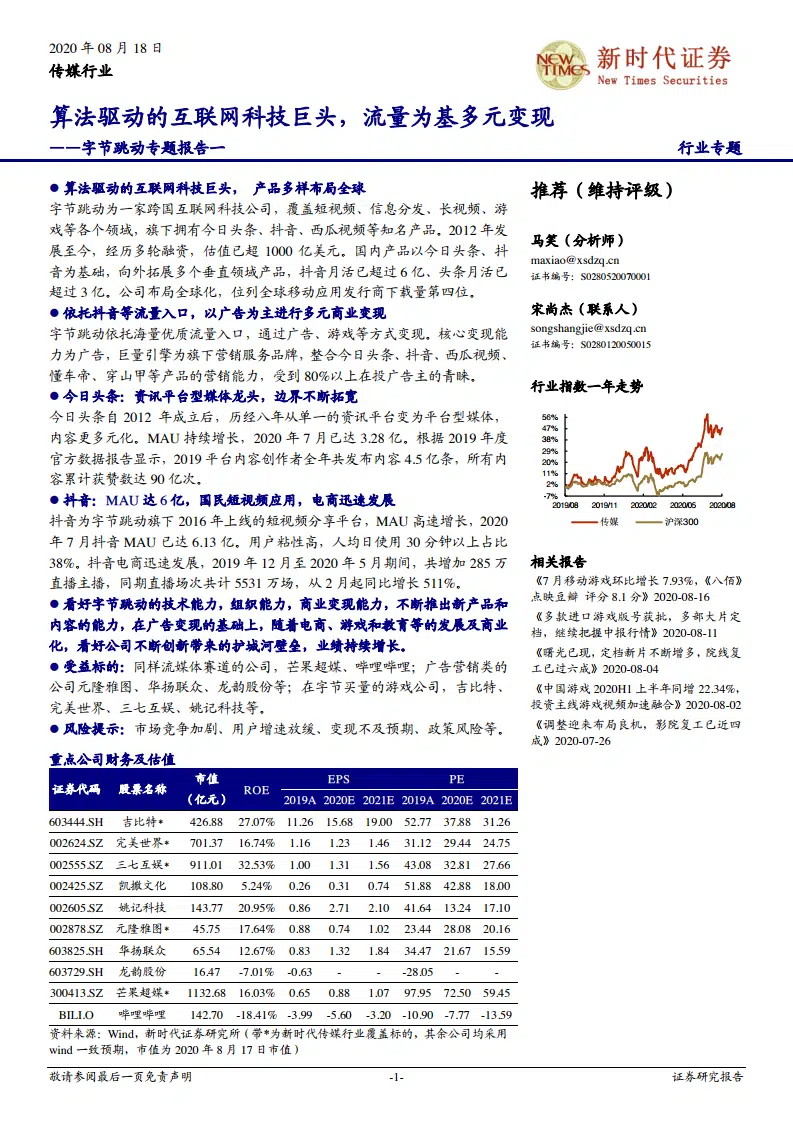 2020 年 08 月 18 日
传媒行业
NEW TIMES
新时代证券
New Times Securities
算法驱动的互联网科技巨头，流量为基多元变现
——字节跳动专题报告一
行业专题
● 算法驱动的互联网科技巨头， 产品多样布局全球
字节跳动为一家跨国互联网科技公司，覆盖短视频、信息分发、长视频、游
戏等各个领域，旗下拥有今日头条、抖音、西瓜视频等知名产品。2012 年发
展至今，经历多轮融资，估值已超 1000 亿美元。国内产品以今日头条、抖
音为基础，向外拓展多个垂直领域产品，抖音月活已超过 6 亿、头条月活已
超过 3 亿。公司布局全球化，位列全球移动应用发行商下载量第四位。
● 依托抖音等流量入口，以广告为主进行多元商业变现
字节跳动依托海量优质流量入口，通过广告、游戏等方式变现。核心变现能
力为广告，巨量引擎为旗下营销服务品牌，整合今日头条、抖音、西瓜视频、
懂车帝、穿山甲等产品的营销能力，受到 80%以上在投广告主的青睐。
● 今日头条：资讯平台型媒体龙头，边界不断拓宽
今日头条自 2012 年成立后，历经八年从单一的资讯平台变为平台型媒体，
内容更多元化。MAU 持续增长，2020 年 7 月已达 3.28 亿。根据 2019 年度
官方数据报告显示，2019 平台内容创作者全年共发布内容 4.5 亿条，所有内
容累计获赞数达 90 亿次。
● 抖音：MAU 达 6 亿，国民短视频应用，电商迅速发展
抖音为字节跳动旗下 2016 年上线的短视频分享平台，MAU 高速增长，2020
年 7 月抖音 MAU 已达 6.13 亿。用户粘性高，人均日使用 30 分钟以上占比
38%。抖音电商迅速发展，2019 年 12 月至 2020 年 5 月期间，共增加 285 万
直播主播，同期直播场次共计 5531 万场，从 2 月起同比增长 511%。
● 看好字节跳动的技术能力，组织能力，商业变现能力，不断推出新产品和
内容的能力，在广告变现的基础上，随着电商、游戏和教育等的发展及商业
化，看好公司不断创新带来的护城河壁垒，业绩持续增长。
● 受益标的：同样流媒体赛道的公司，芒果超媒、哔哩哔哩；广告营销类的
公司元隆雅图、华扬联众、龙韵股份等；在字节买量的游戏公司，吉比特、
完美世界、三七互娱、姚记科技等。
● 风险提示：市场竞争加剧、用户增速放缓、变现不及预期、政策风险等。
推荐（维持评级）
马笑（分析师）
maxiao@xsdzq.cn
证书编号：S0280520070001
宋尚杰（联系人）
songshangjie@xsdzq.cn
证书编号：S0280120050015
行业指数一年走势
56%
47%
38%
29%
20%
11%
2%
-7%
2019/08 2019/11 2020/02 2020/05 2020/08
传媒 沪深300
相关报告
《7 月移动游戏环比增长 7.93%，《八佰》
点映豆瓣 评分 8.1 分》2020-08-16
《多款进口游戏版号获批，多部大片定
档，继续把握中报行情》2020-08-11
《曙光已现，定档新片不断增多，院线复
工已过六成》2020-08-04
《中国游戏 2020H1 上半年同增 22.34%，
投资主线游戏视频加速融合》2020-08-02
《调整迎来布局良机，影院复工已近四
成》2020-07-26
重点公司财务及估值
证券代码 股票名称 市值（亿元） ROE EPS PE
2019A 2020E 2021E 2019A 2020E 2021E
603444.SH 吉比特* 426.88 27.07% 11.26 15.68 19.00 52.77 37.88 31.26
002624.SZ 完美世界* 701.37 16.74% 1.16 1.23 1.46 31.12 29.44 24.75
002555.SZ 三七互娱* 911.01 32.53% 1.00 1.31 1.56 43.08 32.81 27.66
002425.SZ 凯撒文化 108.80 5.24% 0.26 0.31 0.74 51.88 42.88 18.00
002605.SZ 姚记科技 143.77 20.95% 0.86 2.71 2.10 41.64 13.24 17.10
002878.SZ 元隆雅图* 45.75 17.64% 0.88 0.74 1.02 23.44 28.08 20.16
603825.SH 华扬联众 65.54 12.67% 0.83 1.32 1.84 34.47 21.67 15.59
603729.SH 龙韵股份 16.47 -7.01% -0.63 - - -28.05 - -
300413.SZ 芒果超媒* 1132.68 16.03% 0.65 0.88 1.07 97.95 72.50 59.45
BILI.O 哔哩哔哩 142.70 -18.41% -3.99 -5.60 -3.20 -10.90 -7.77 -13.59
资料来源：Wind，新时代证券研究所（带*为新时代传媒行业覆盖标的，其余公司均采用
wind 一致预期，市值为 2020 年 8 月 17 日市值）
敬请参阅最后一页免责声明
-1-
证券研究报告